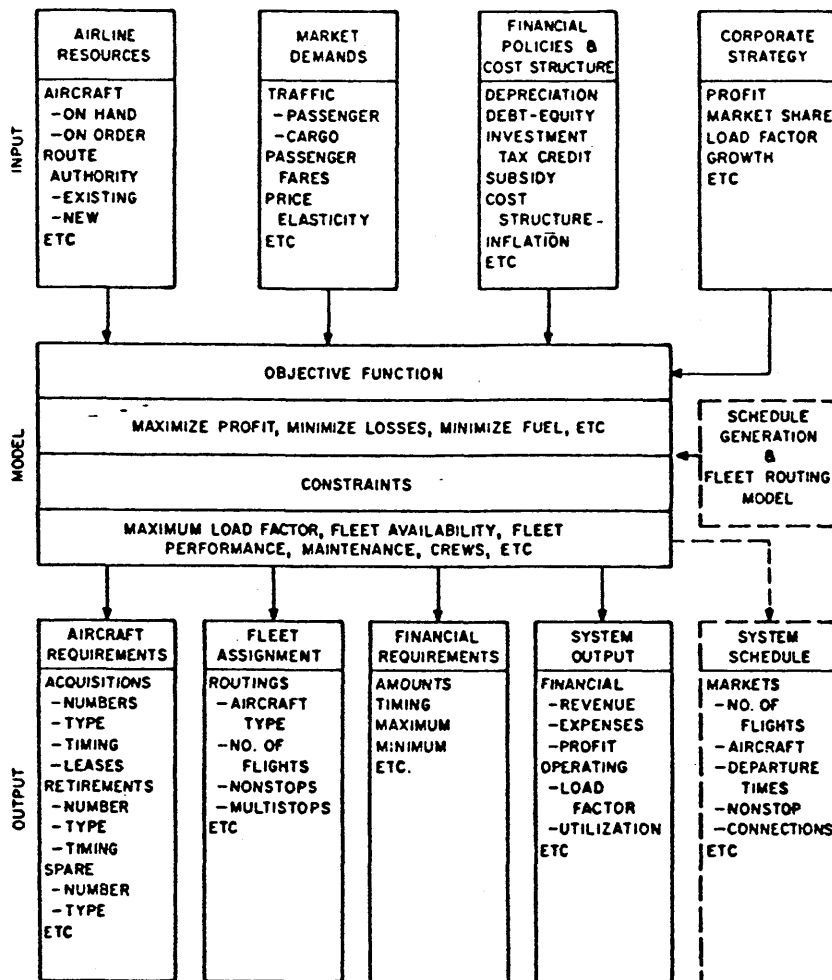 INPUT
AIRLINE
RESOURCES
AIRCRAFT
-ON HAND
-ON ORDER
ROUTE
AUTHORITY
-EXISTING
-NEW
ETC
MARKET
DEMANDS
TRAFFIC
-PASSENGER
-CARGO
PASSENGER
FARES
PRICE
ELASTICITY
ETC
FINANCIAL
POLICIES &
COST STRUCTURE
DEPRECIATION
DEBT-EQUITY
INVESTMENT
TAX CREDIT
SUBSIDY
COST
STRUCTURE-
INFLATION
ETC
CORPORATE
STRATEGY
PROFIT
MARKET SHARE
LOAD FACTOR
GROWTH
ETC
MODEL
OBJECTIVE FUNCTION
MAXIMIZE PROFIT, MINIMIZE LOSSES, MINIMIZE FUEL, ETC
CONSTRAINTS
MAXIMUM LOAD FACTOR, FLEET AVAILABILITY, FLEET
PERFORMANCE, MAINTENANCE, CREWS, ETC
SCHEDULE
GENERATION
&
FLEET ROUTING
MODEL
OUTPUT
AIRCRAFT
REQUIREMENTS
ACQUISITIONS
-NUMBERS
-TYPE
-TIMING
-LEASES
RETIREMENTS
-NUMBER
-TYPE
-TIMING
SPARE
-NUMBER
-TYPE
ETC
FLEET
ASSIGNMENT
ROUTINGS
-AIRCRAFT
TYPE
-NO. OF
FLIGHTS
-NONSTOPS
-MULTISTOPS
ETC
FINANCIAL
REQUIREMENTS
AMOUNTS
TIMING
MAXIMUM
MINIMUM
ETC.
SYSTEM
OUTPUT
FINANCIAL
-REVENUE
-EXPENSES
-PROFIT
OPERATING
-LOAD
FACTOR
-UTILIZATION
ETC
SYSTEM
SCHEDULE
MARKETS
-NO. OF
FLIGHTS
-AIRCRAFT
-DEPARTURE
TIMES
-NONSTOP
-CONNECTIONS
ETC